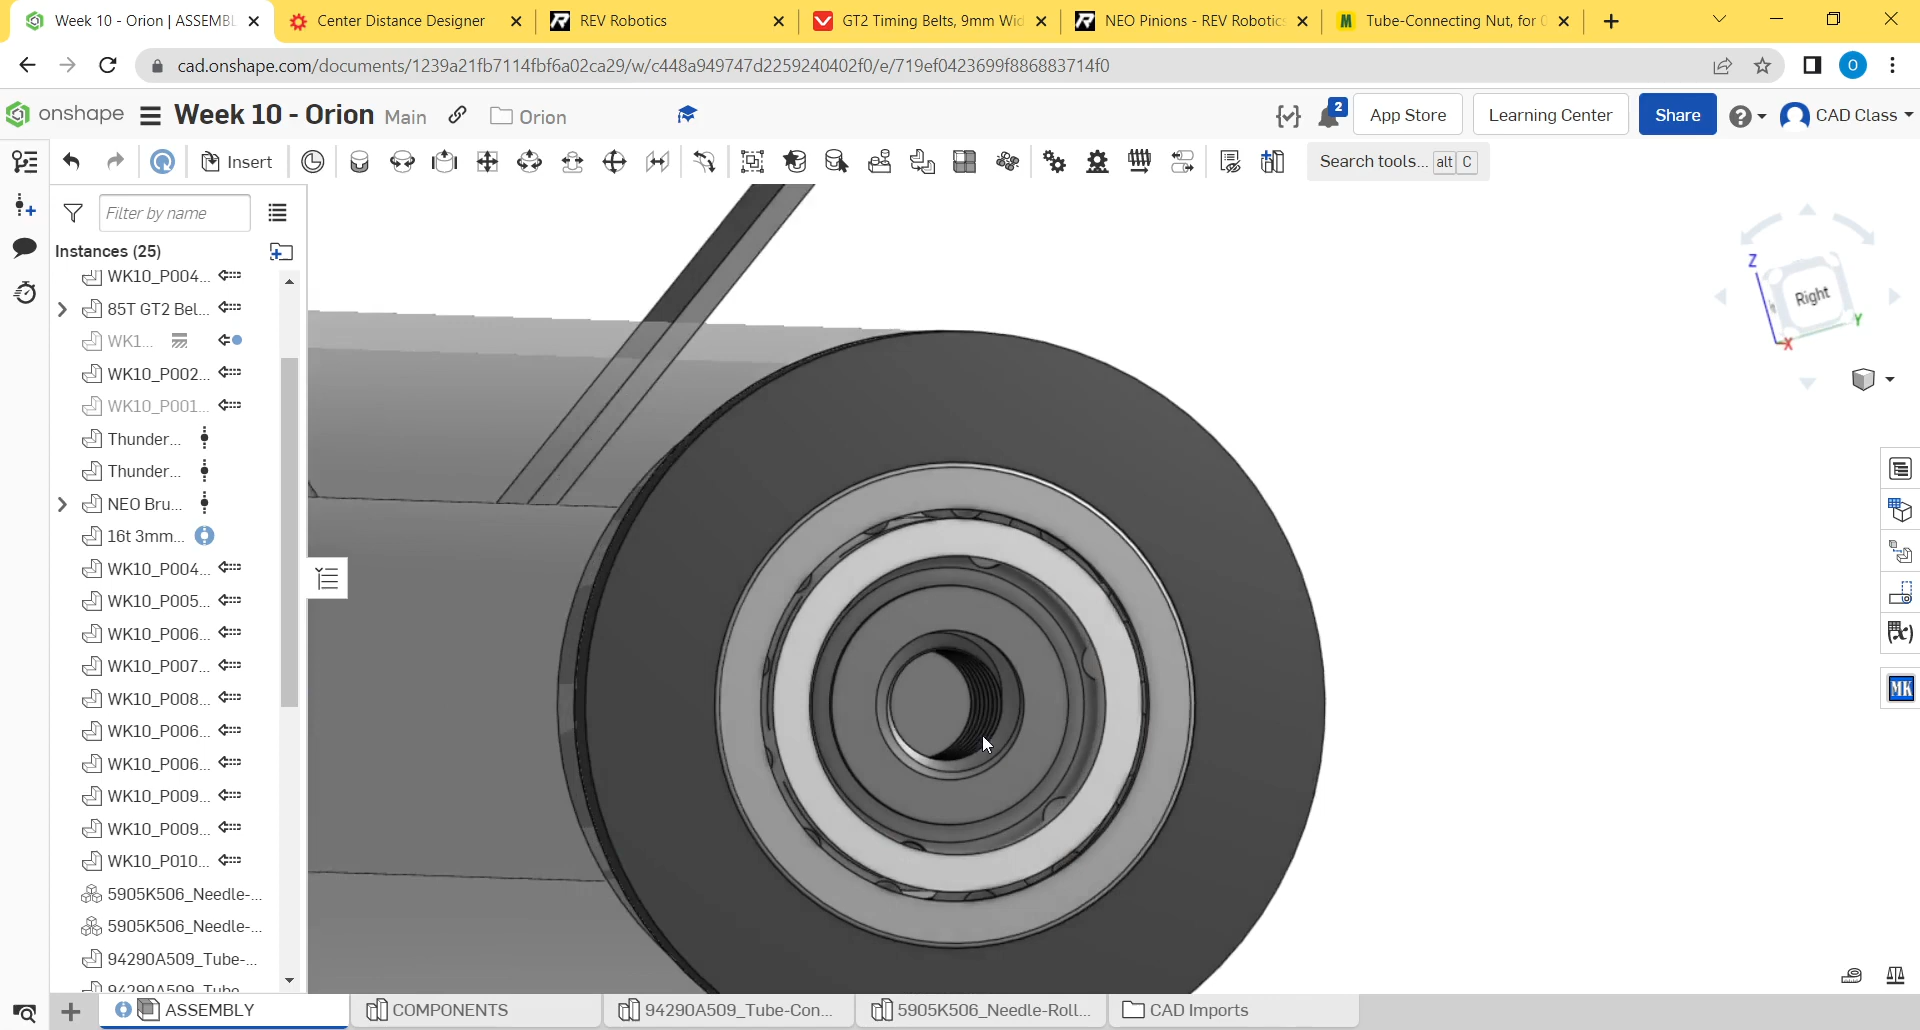 Week 10 - Orion | ASSEMBL
Center Distance Designer
REV Robotics
GT2 Timing Belts, 9mm Wid
NEO Pinions - REV Robotics
Tube-Connecting Nut, for
cad.onshape.com/documents/1239a21fb7114fbf6a02ca29/w/c448a949747d2259240402f0/e/719ef0423699f886883714f0
O
onshape
Week 10 - Orion Main
Orion
2
App Store
Learning Center
Share
CAD Class
Insert
Search tools... alt C
Filter by name
Instances (25)
WK10_P004...
85T GT2 Bel...
WK1...
WK10_P002...
WK10_P001...
Thunder...
Thunder...
NEO Bru...
16t 3mm...
WK10_P004...
WK10_P005...
WK10_P006...
WK10_P007...
WK10_P008...
WK10_P006...
WK10_P006...
WK10_P009...
WK10_P009...
WK10_P010...
5905K506_Needle-...
5905K506_Needle-...
94290A509_Tube-...
94290A509_Tube
Z
Right
Y
X
MK
ASSEMBLY
COMPONENTS
94290A509_Tube-Con...
5905K506_Needle-Roll...
CAD Imports